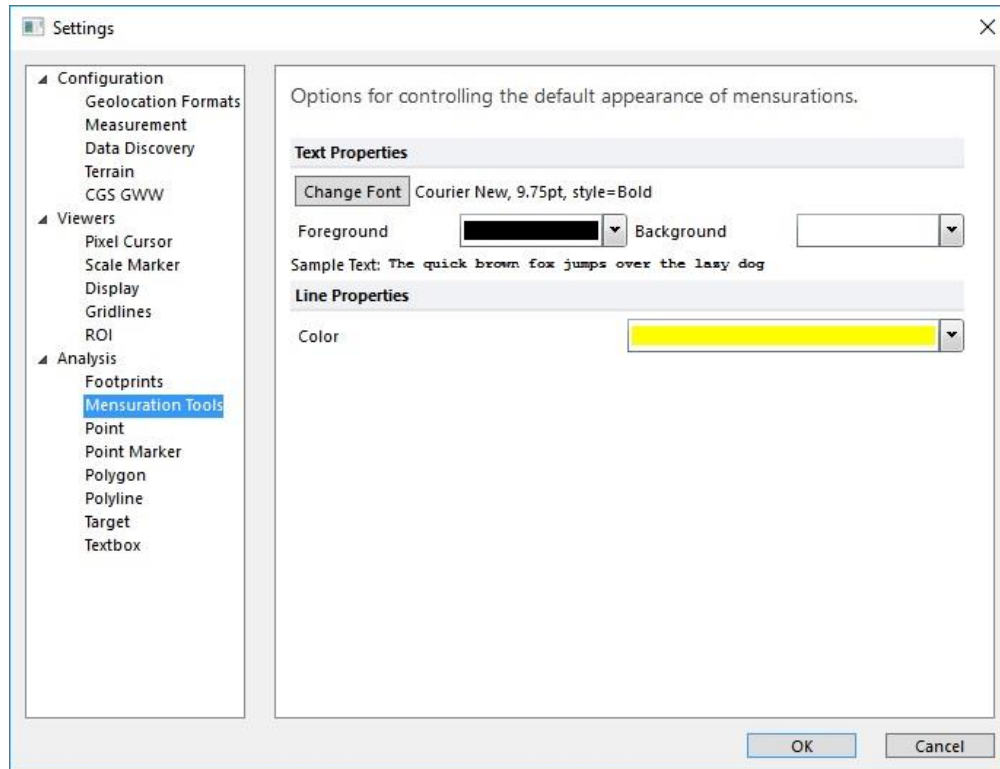 Settings
Configuration
Geolocation Formats
Measurement
Data Discovery
Terrain
CGS GWW
Viewers
Pixel Cursor
Scale Marker
Display
Gridlines
ROI
Analysis
Footprints
Mensuration Tools
Point
Point Marker
Polygon
Polyline
Target
Textbox
Options for controlling the default appearance of mensurations.
Text Properties
Change Font Courier New, 9.75pt, style=Bold
Foreground Background
Sample Text: The quick brown fox jumps over the lazy dog
Line Properties
Color
OK Cancel